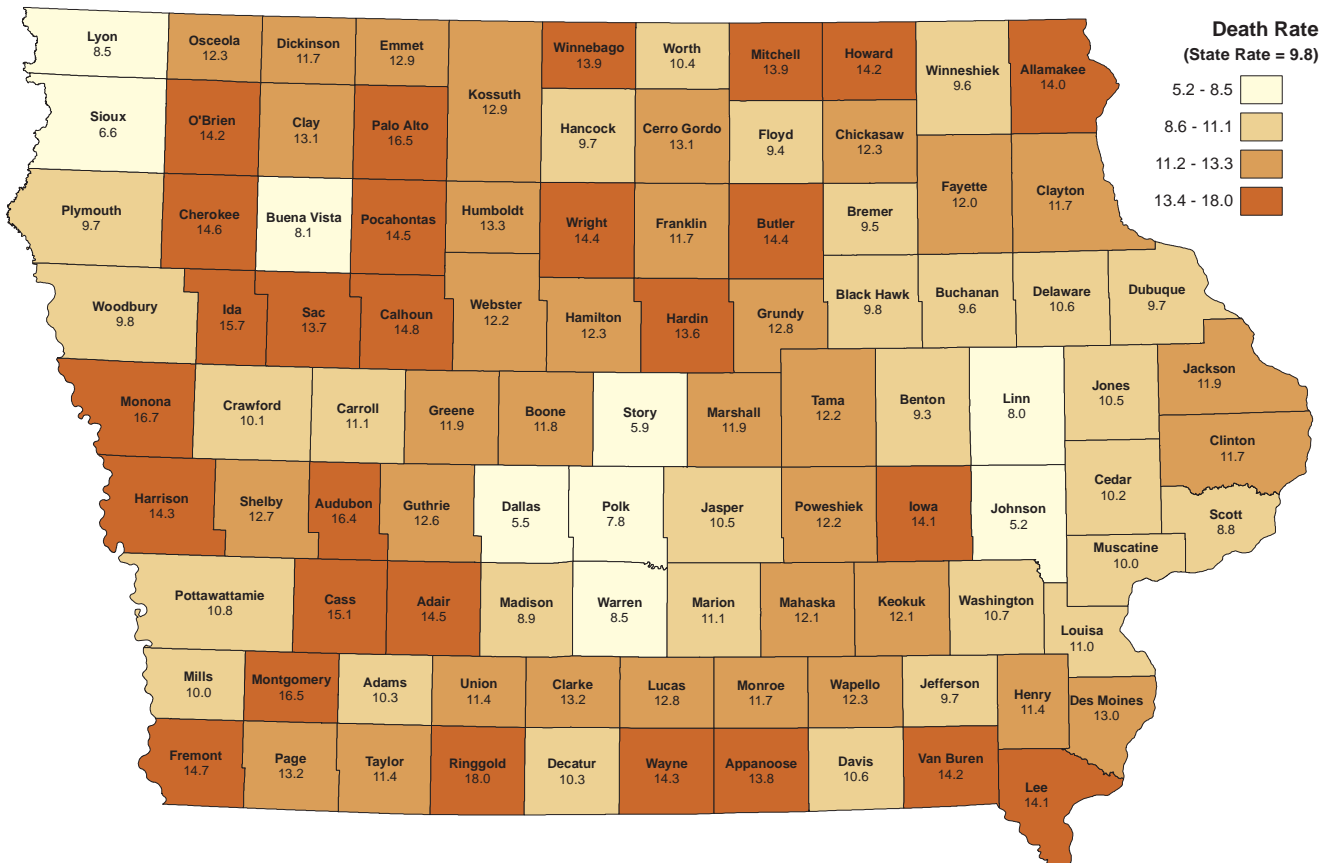 Death Rate
(State Rate = 9.8)
5.2 - 8.5
8.6 - 11.1
11.2 - 13.3
13.4 - 18.0
Lyon
8.5
Osceola
12.3
Dickinson
11.7
Emmet
12.9
Kossuth
12.9
Winnebago
13.9
Worth
10.4
Mitchell
13.9
Howard
14.2
Winneshiek
9.6
Allamakee
14.0
Sioux
6.6
O'Brien
14.2
Clay
13.1
Palo Alto
16.5
Hancock
9.7
Cerro Gordo
13.1
Floyd
9.4
Chickasaw
12.3
Plymouth
9.7
Cherokee
14.6
Buena Vista
8.1
Pocahontas
14.5
Humboldt
13.3
Wright
14.4
Franklin
11.7
Butler
14.4
Bremer
9.5
Fayette
12.0
Clayton
11.7
Woodbury
9.8
Ida
15.7
Sac
13.7
Calhoun
14.8
Webster
12.2
Hamilton
12.3
Hardin
13.6
Grundy
12.8
Black Hawk
9.8
Buchanan
9.6
Delaware
10.6
Dubuque
9.7
Monona
16.7
Crawford
10.1
Carroll
11.1
Greene
11.9
Boone
11.8
Story
5.9
Marshall
11.9
Tama
12.2
Benton
9.3
Linn
8.0
Jones
10.5
Jackson
11.9
Clinton
11.7
Harrison
14.3
Shelby
12.7
Audubon
16.4
Guthrie
12.6
Dallas
5.5
Polk
7.8
Jasper
10.5
Poweshiek
12.2
Iowa
14.1
Johnson
5.2
Cedar
10.2
Scott
8.8
Muscatine
10.0
Pottawattamie
10.8
Cass
15.1
Adair
14.5
Madison
8.9
Warren
8.5
Marion
11.1
Mahaska
12.1
Keokuk
12.1
Washington
10.7
Louisa
11.0
Mills
10.0
Montgomery
16.5
Adams
10.3
Union
11.4
Clarke
13.2
Lucas
12.8
Monroe
11.7
Wapello
12.3
Jefferson
9.7
Henry
11.4
Des Moines
13.0
Fremont
14.7
Page
13.2
Taylor
11.4
Ringgold
18.0
Decatur
10.3
Wayne
14.3
Appanoose
13.8
Davis
10.6
Van Buren
14.2
Lee
14.1